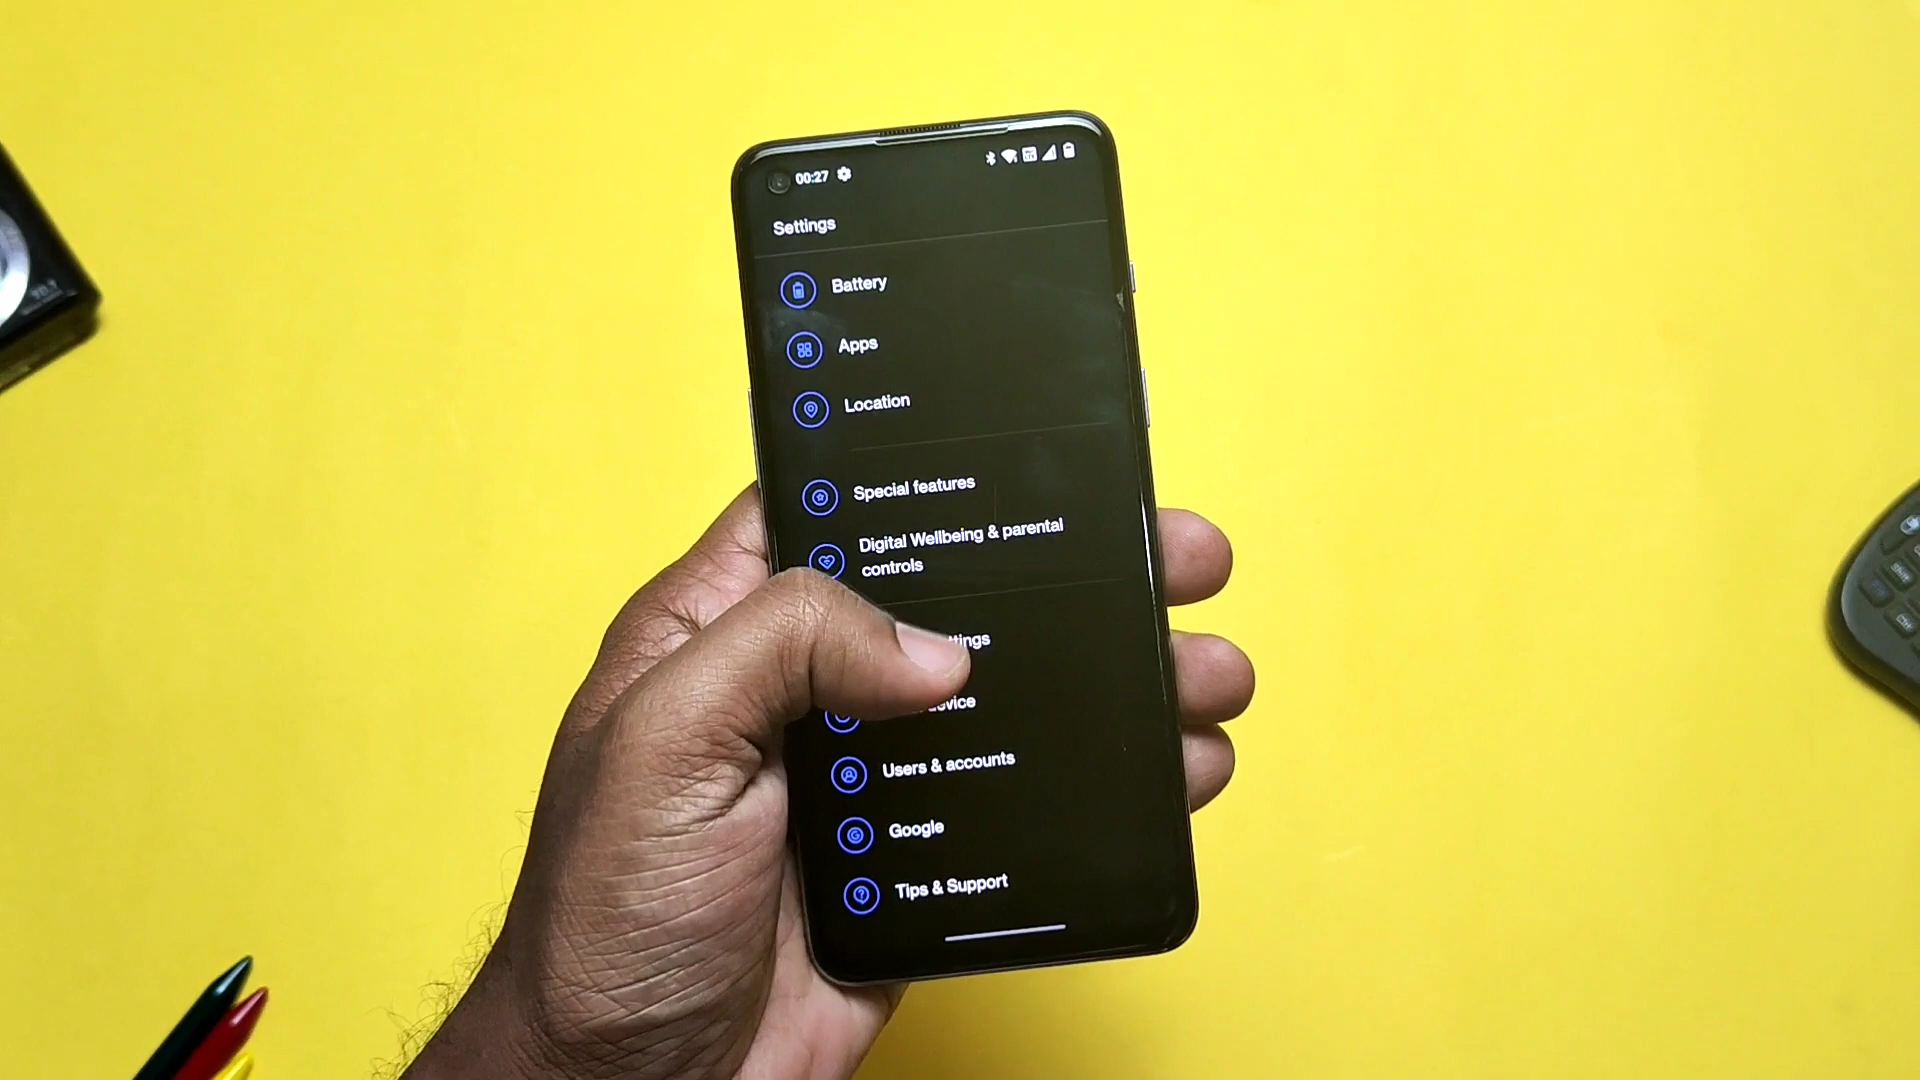 00:27
Settings
Battery
Apps
Location
Special features
Digital Wellbeing & parental
controls
Users & accounts
Google
Tips & Support